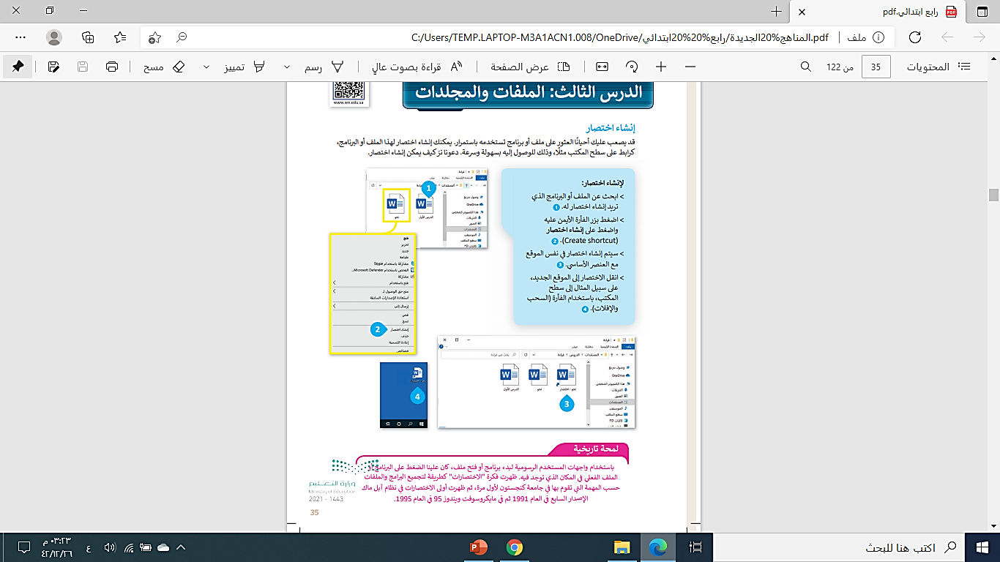 رابع ابتدائي.pdf
ملف
C:/Users/TEMP.LAPTOP-M3A1ACN1.008/OneDrive/المناهج%20الجديدة/رابع%20%20ابتدائي.pdf
المحتويات
35
من 122
عرض الصفحة
قراءة بصوت عالٍ
رسم
تمييز
مسح
الدرس الثالث: الملفات والمجلدات
www.ien.edu.sa
إنشاء اختصار
قد يصعب عليك أحيانًا العثور على ملف أو برنامج تستخدمه باستمرار. يمكنك إنشاء اختصار لهذا الملف أو البرنامج،
كرابط على سطح المكتب مثلًا، وذلك للوصول إليه بسهولة وسرعة. دعونا نرَ كيف يمكن إنشاء اختصار.
لإنشاء اختصار:
> ابحث عن الملف أو البرنامج الذي
تريد إنشاء اختصار له. 1
> اضغط بزر الفأرة الأيمن عليه
واضغط على إنشاء اختصار
(Create shortcut). 2
> سيتم إنشاء اختصار في نفس الموقع
مع العنصر الأساسي. 3
> انقل الاختصار إلى الموقع الجديد،
على سبيل المثال إلى سطح
المكتب، باستخدام الفأرة (السحب
والإفلات). 4
قراءة
ملف
الصفحة الرئيسية
مشاركة
عرض
المستندات
1
وصول سريع
OneDrive
هذا الكمبيوتر الشخصي
التنزيلات
الصور
المستندات
الموسيقى
سطح المكتب
الدرس الأول
نحو
فتح
تحرير
جديد
طباعة
مشاركة باستخدام Skype
الفحص باستخدام Microsoft Defender...
مشاركة
فتح باستخدام
منح حق الوصول لـ
استعادة الإصدارات السابقة
إرسال إلى
قص
نسخ
إنشاء اختصار
2
حذف
إعادة التسمية
خصائص
قراءة
ملف
الصفحة الرئيسية
مشاركة
عرض
المستندات
الدروس
قراءة
بحث في قراءة
وصول سريع
OneDrive
هذا الكمبيوتر الشخصي
التنزيلات
الصور
المستندات
الموسيقى
سطح المكتب
نحو - اختصار
نحو
الدرس الأول
3
4
لمحة تاريخية
باستخدام واجهات المستخدم الرسومية لبدء برنامج أو فتح ملف، كان علينا الضغط على البرنامج أو
الملف الفعلي في المكان الذي توجد فيه. ظهرت فكرة "الاختصارات" كطريقة لتجميع البرامج والملفات
حسب المهمة التي تقوم بها في جامعة كنجستون لأول مرة، ثم ظهرت أولى الاختصارات في نظام آبل ماك
الإصدار السابع في العام 1991 ثم في مايكروسوفت ويندوز 95 في العام 1995.
وزارة التعليم
Ministry of Education
2021 - 1443
35
اكتب هنا للبحث
ع
٠٣:٢٣ م
٤٢/١٢/٢٦